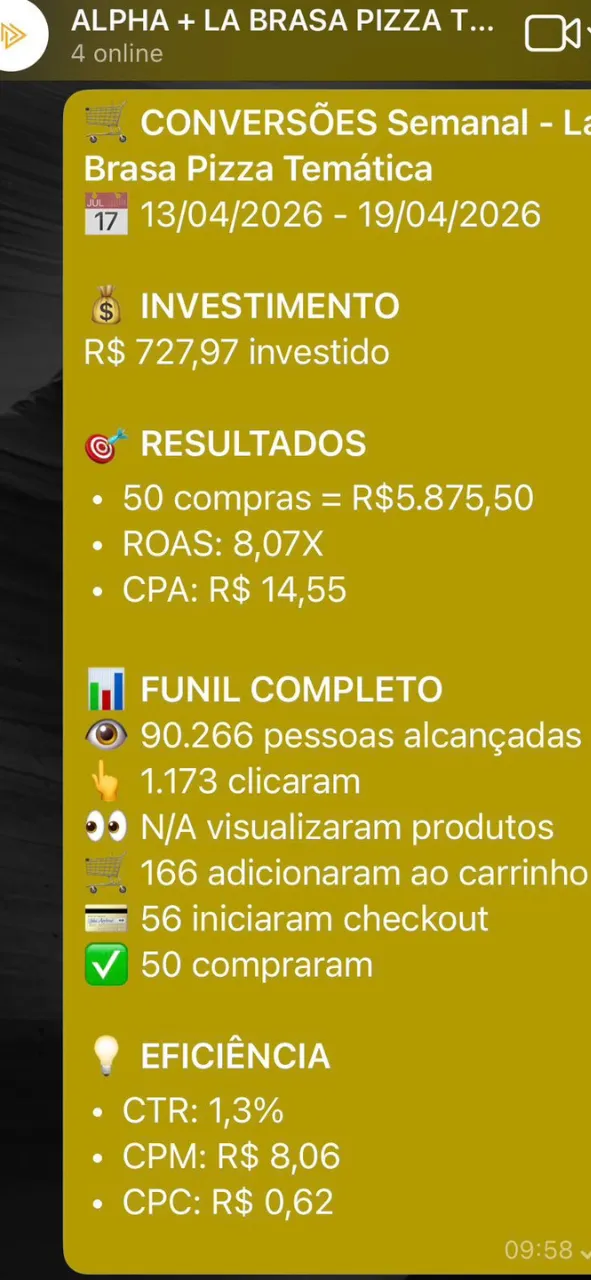 ALPHA + LA BRASA PIZZA T...
4 online
🛒 CONVERSÕES Semanal - La
Brasa Pizza Temática
📅 13/04/2026 - 19/04/2026
💰 INVESTIMENTO
R$ 727,97 investido
🎯 RESULTADOS
• 50 compras = R$5.875,50
• ROAS: 8,07X
• CPA: R$ 14,55
📊 FUNIL COMPLETO
👁 90.266 pessoas alcançadas
👆 1.173 clicaram
👀 N/A visualizaram produtos
🛒 166 adicionaram ao carrinho
💳 56 iniciaram checkout
✅ 50 compraram
💡 EFICIÊNCIA
• CTR: 1,3%
• CPM: R$ 8,06
• CPC: R$ 0,62
09:58